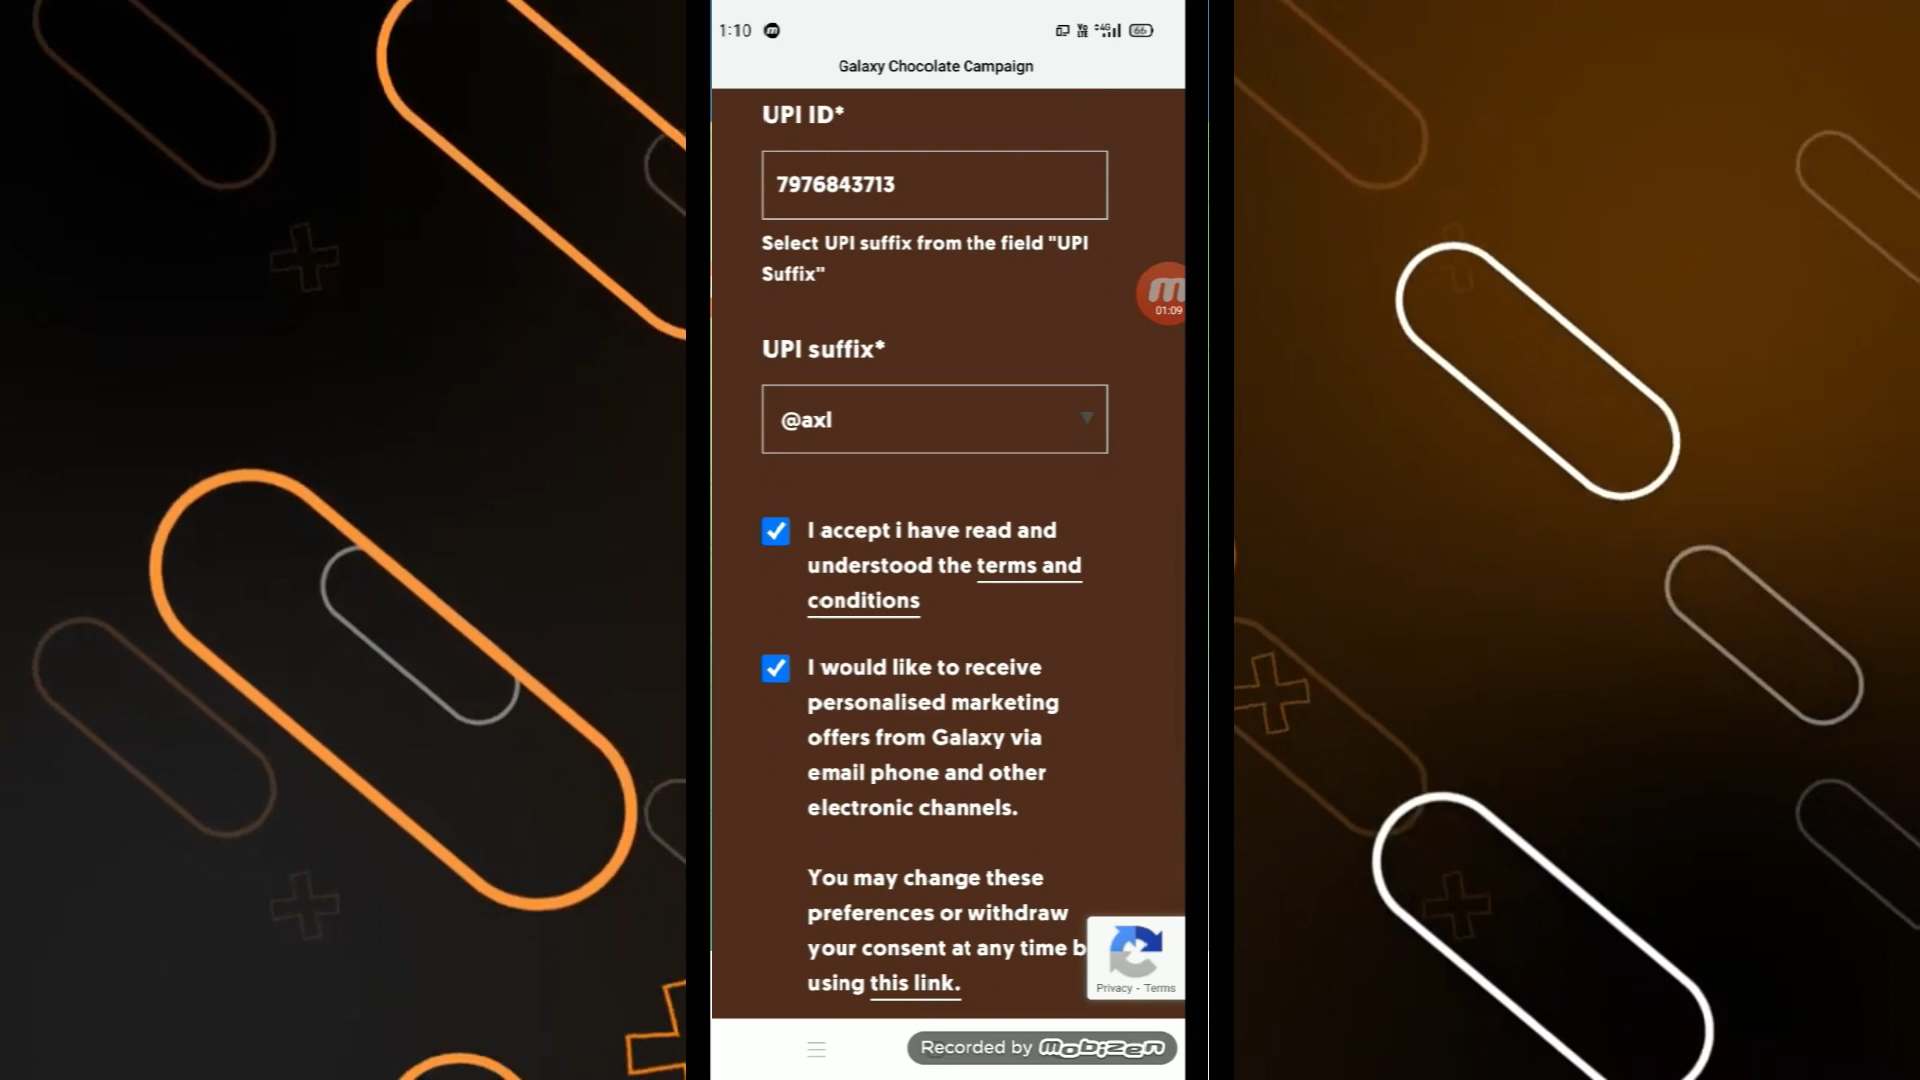 1:10
66
Galaxy Chocolate Campaign
UPI ID*
7976843713
Select UPI suffix from the field "UPI
Suffix"
01:09
UPI suffix*
@axl
I accept i have read and
understood the terms and
conditions
I would like to receive
personalised marketing
offers from Galaxy via
email phone and other
electronic channels.
You may change these
preferences or withdraw
your consent at any time b
using this link.
Privacy - Terms
Recorded by mobizen